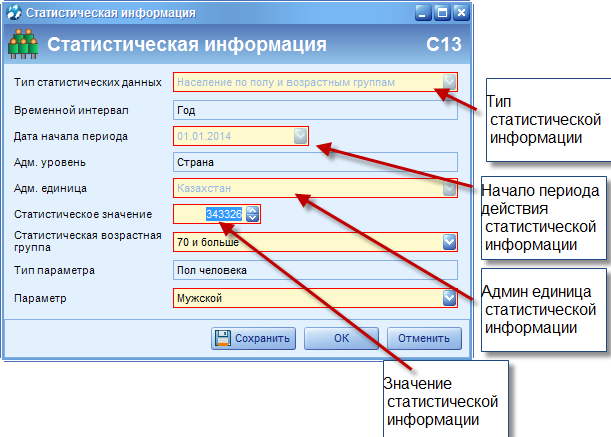 Статистическая информация
Статистическая информация C13
Тип статистических данных Население по полу и возрастным группам
Временной интервал Год
Дата начала периода 01.01.2014
Адм. уровень Страна
Адм. единица Казахстан
Статистическое значение 343326
Статистическая возрастная
группа 70 и больше
Тип параметра Пол человека
Параметр Мужской
Сохранить OK Отменить
Тип
статистической
информации
Начало периода
действия
статистической
информации
Админ единица
статистической
информации
Значение
статистической
информации